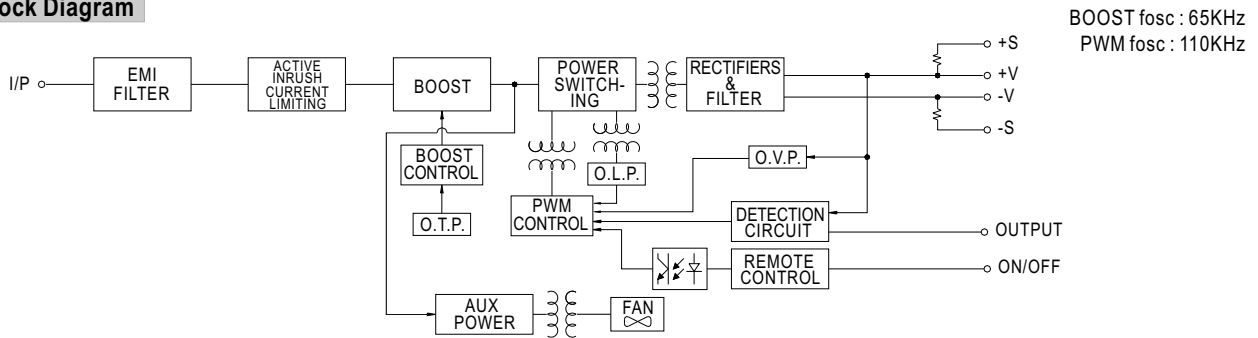 ock Diagram
BOOST fosc : 65KHz
PWM fosc : 110KHz
I/P
EMI
FILTER
ACTIVE
INRUSH
CURRENT
LIMITING
BOOST
POWER
SWITCH-
ING
RECTIFIERS
&
FILTER
+S
+V
-V
-S
BOOST
CONTROL
O.T.P.
O.L.P.
O.V.P.
PWM
CONTROL
DETECTION
CIRCUIT
OUTPUT
REMOTE
CONTROL
ON/OFF
AUX
POWER
FAN